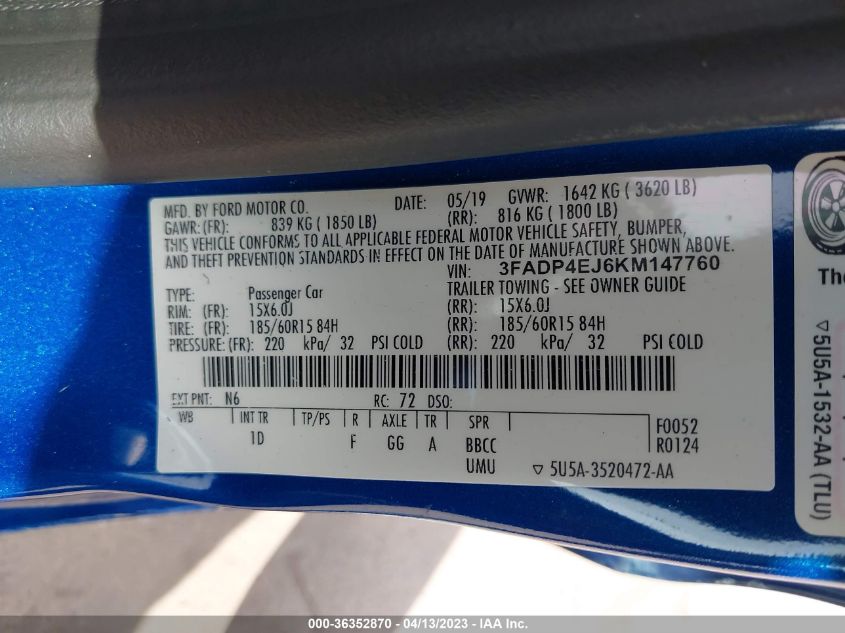 MFD. BY FORD MOTOR CO. DATE: 05/19 GVWR: 1642 KG ( 3620 LB)
GAWR:(FR): 839 KG ( 1850 LB) (RR): 816 KG ( 1800 LB)
THIS VEHICLE CONFORMS TO ALL APPLICABLE FEDERAL MOTOR VEHICLE SAFETY, BUMPER,
AND THEFT PREVENTION STANDARDS IN EFFECT ON THE DATE OF MANUFACTURE SHOWN ABOVE.
VIN: 3FADP4EJ6KM147760
TYPE: Passenger Car TRAILER TOWING - SEE OWNER GUIDE
RIM: (FR): 15X6.0J (RR): 15X6.0J
TIRE: (FR): 185/60R15 84H (RR): 185/60R15 84H
PRESSURE:(FR): 220 kPa/ 32 PSI COLD (RR): 220 kPa/ 32 PSI COLD
EXT PNT: N6 RC: 72 DSO:
WB INT TR TP/PS R AXLE TR SPR F0052
1D F GG A BBCC R0124
UMU ▽ 5U5A-3520472-AA
The
▽ 5U5A-1532-AA (TLU)
000-36352870 - 04/13/2023 - IAA Inc.